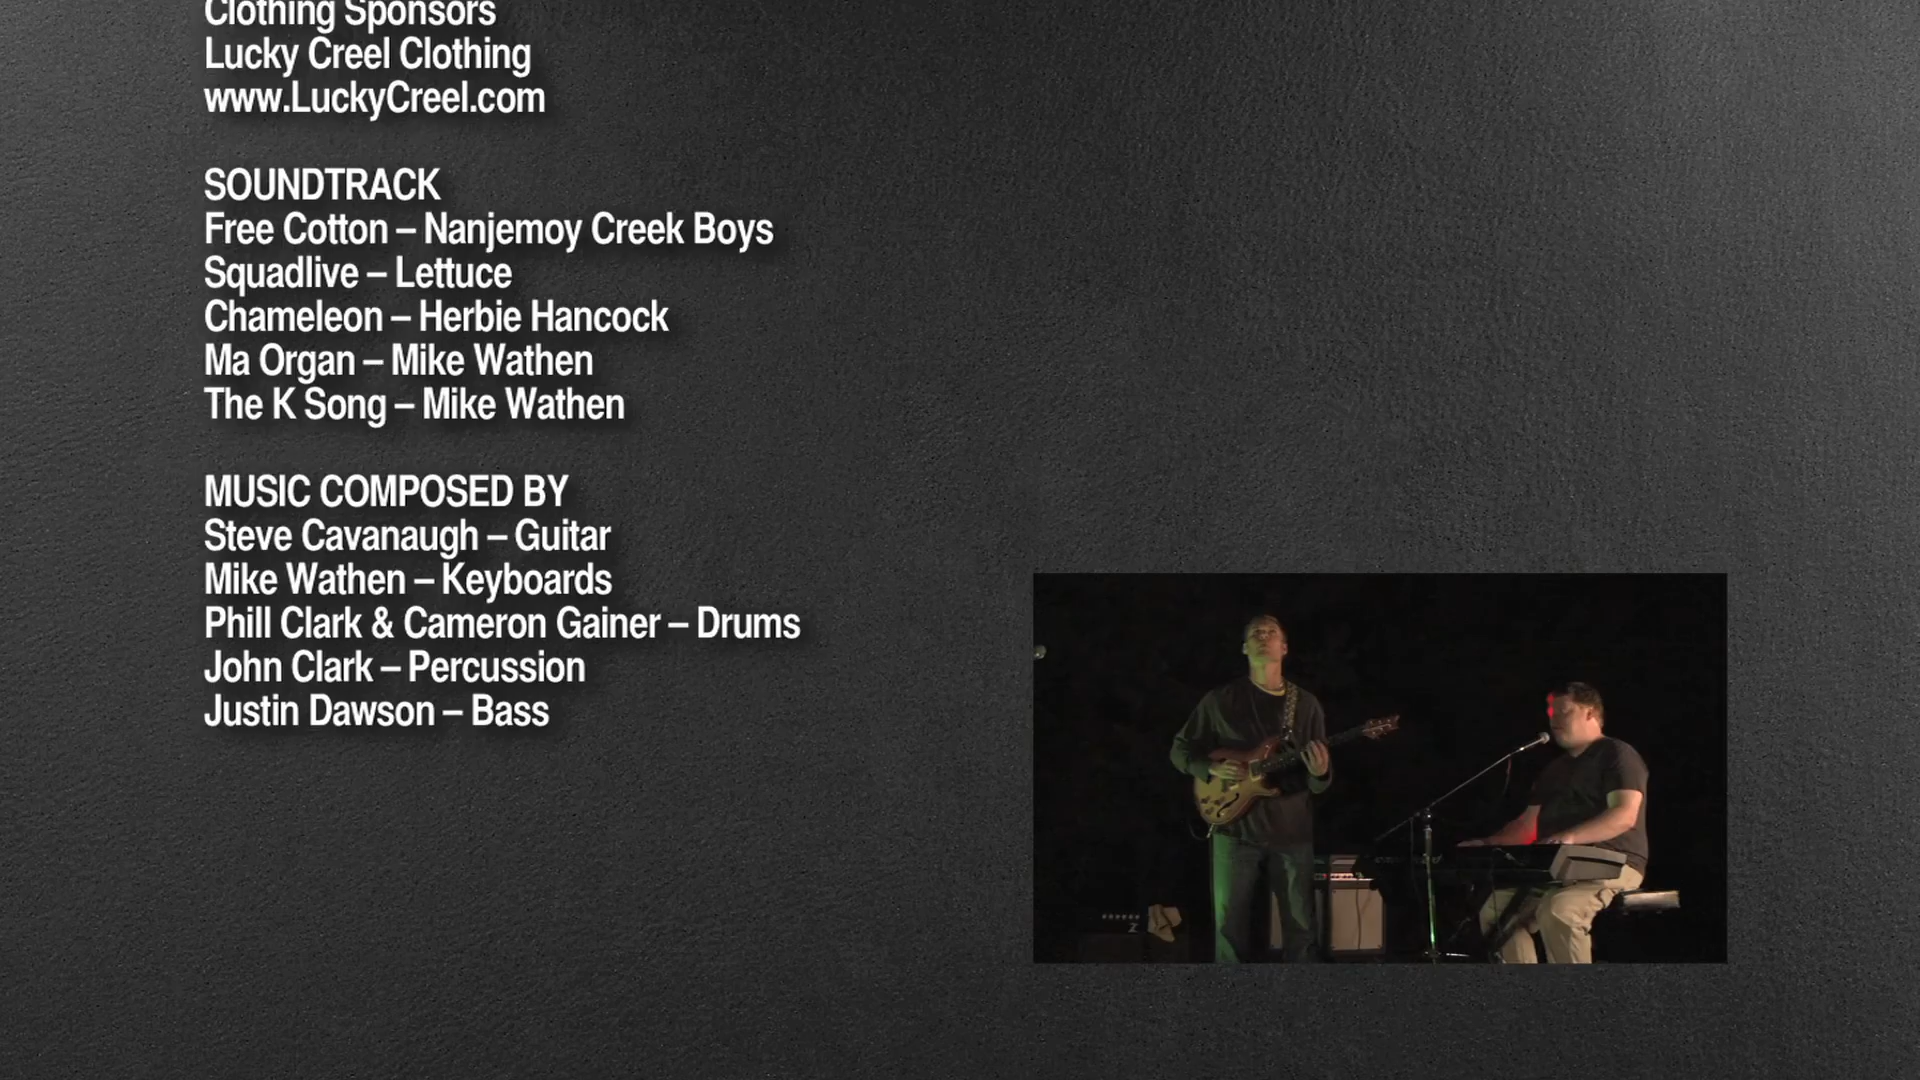 Clothing Sponsors
Lucky Creel Clothing
www.LuckyCreel.com
SOUNDTRACK
Free Cotton – Nanjemoy Creek Boys
Squadlive – Lettuce
Chameleon – Herbie Hancock
Ma Organ – Mike Wathen
The K Song – Mike Wathen
MUSIC COMPOSED BY
Steve Cavanaugh – Guitar
Mike Wathen – Keyboards
Phill Clark & Cameron Gainer – Drums
John Clark – Percussion
Justin Dawson – Bass